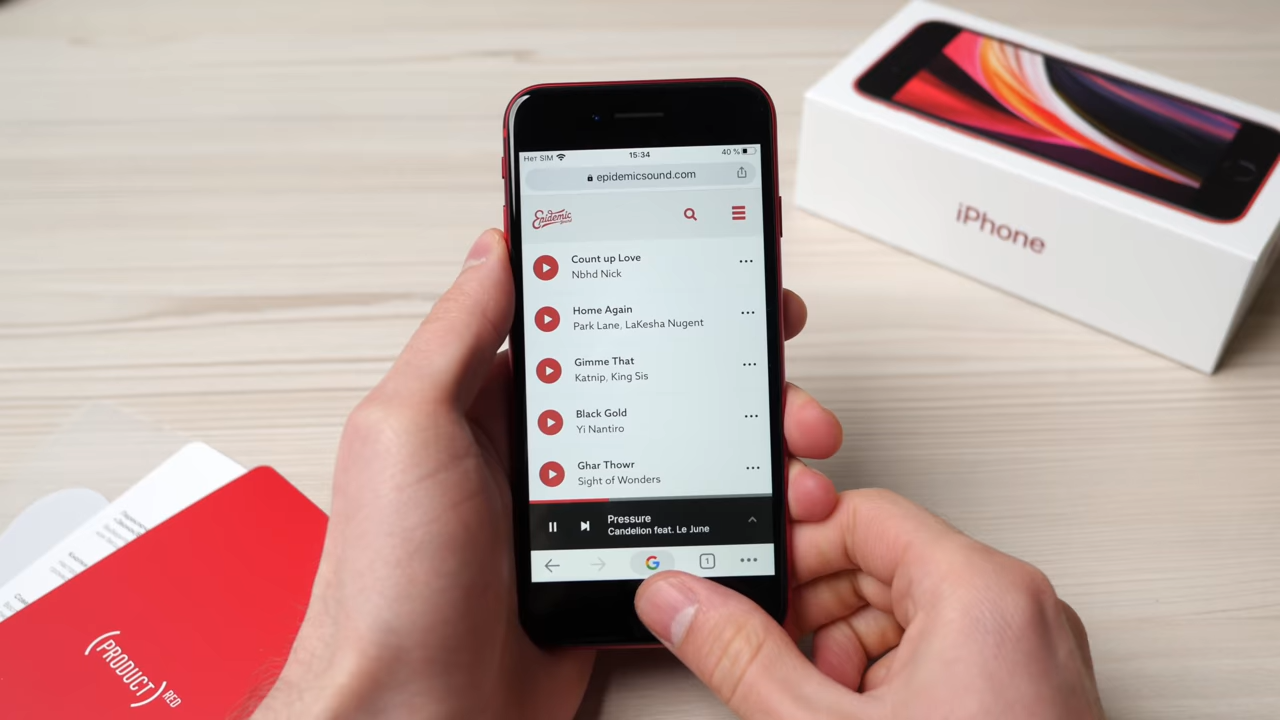 Нет SIM
15:34
40 %
epidemicsound.com
Epidemic
Sound
Count up Love
Nbhd Nick
Home Again
Park Lane, LaKesha Nugent
Gimme That
Katnip, King Sis
Black Gold
Yi Nantiro
Ghar Thowr
Sight of Wonders
Pressure
Candelion feat. Le June
1
iPhone
(PRODUCT) RED